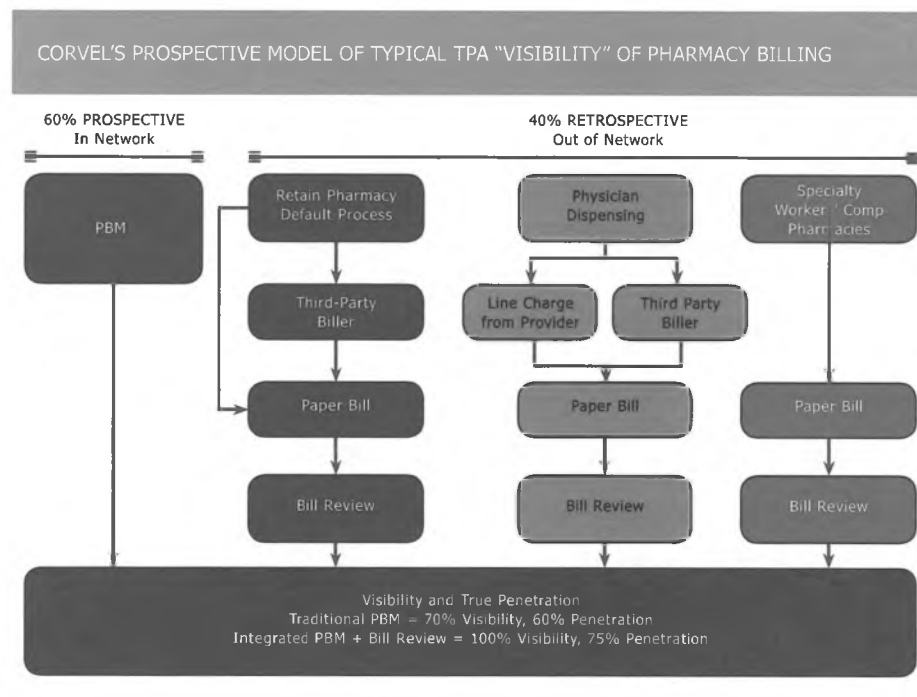 CORVEL'S PROSPECTIVE MODEL OF TYPICAL TPA "VISIBILITY" OF PHARMACY BILLING
60% PROSPECTIVE
In Network
40% RETROSPECTIVE
Out of Network
PBM
Retain Pharmacy
Default Process
Physician
Dispensing
Specialty
Worker ' Comp
Pharmacies
Third-Party
Biller
Line Charge
from Provider
Third Party
Biller
Paper Bill
Paper Bill
Paper Bill
Bill Review
Bill Review
Bill Review
Visibility and True Penetration
Traditional PBM = 70% Visibility, 60% Penetration
Integrated PBM + Bill Review = 100% Visibility, 75% Penetration